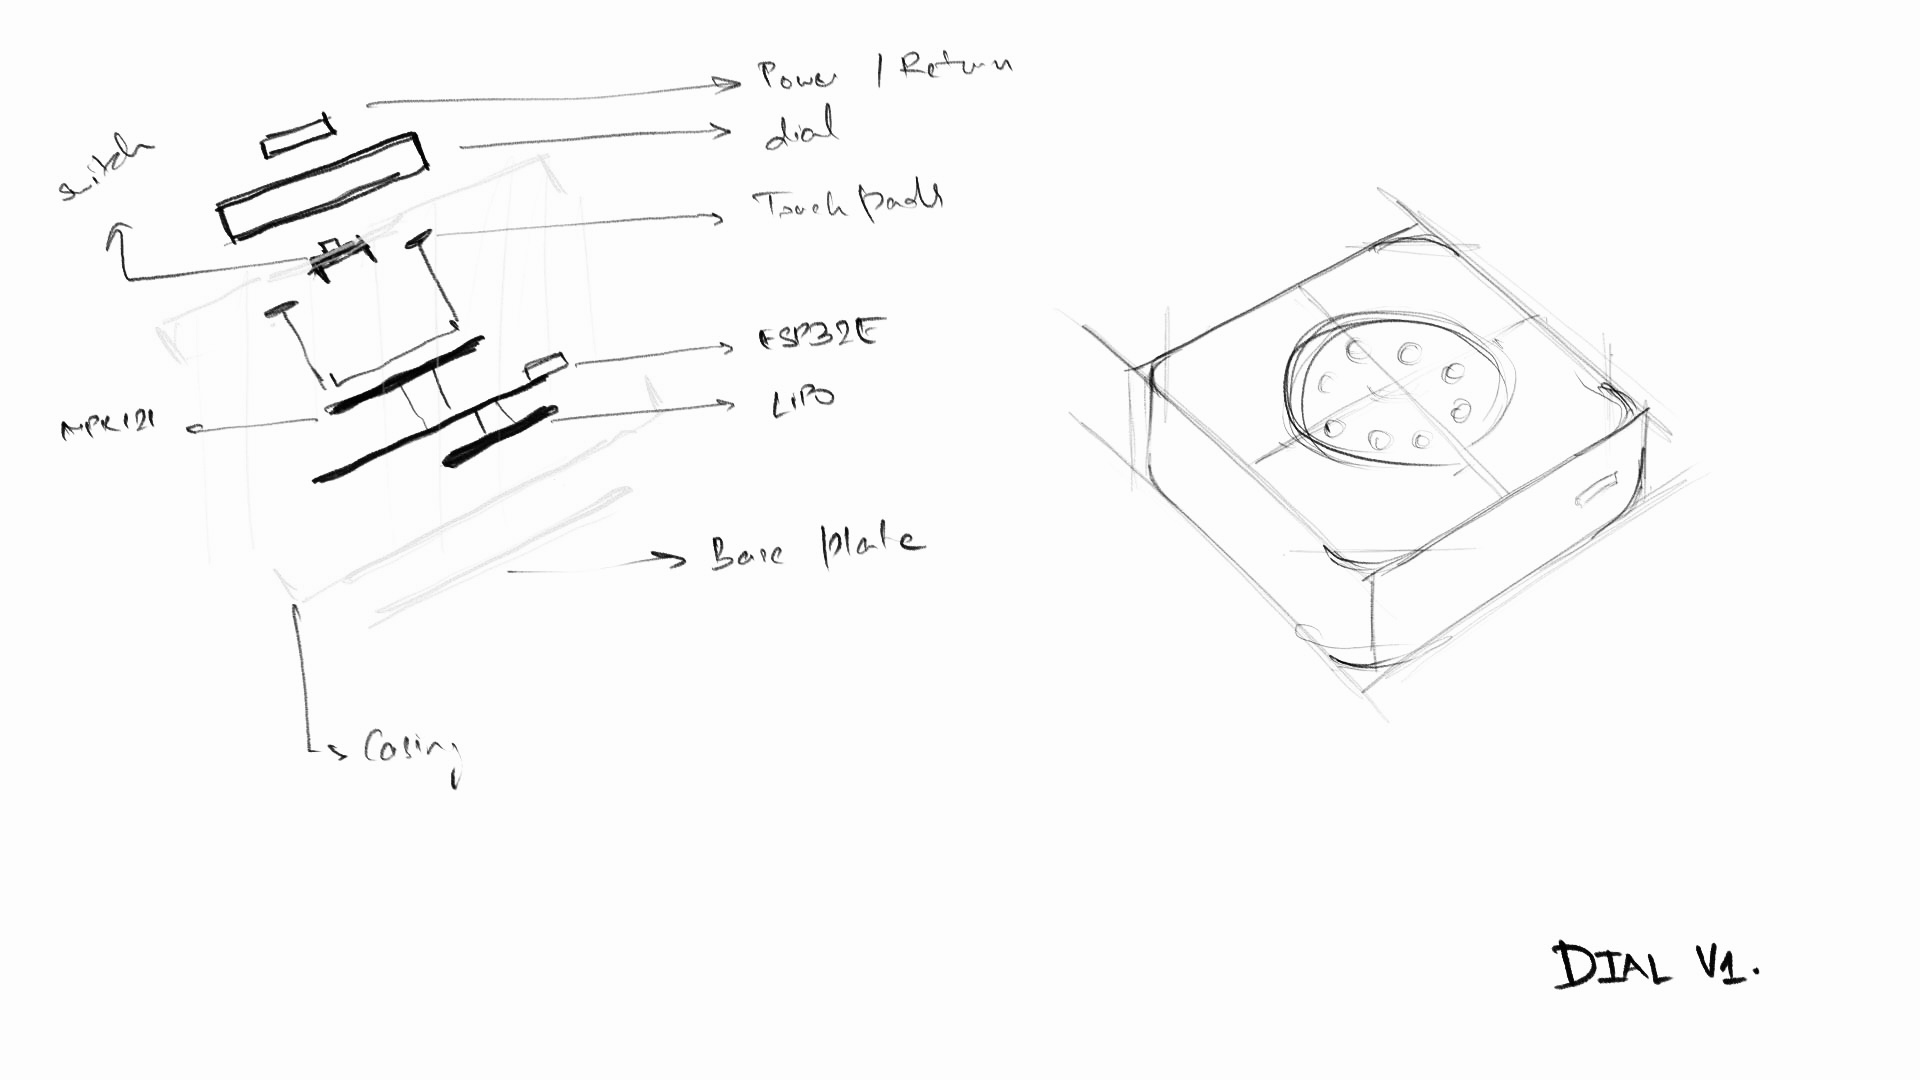 Power / Return
dial
switch
Touch pads
ESP32E
LIPO
MPR121
Base plate
Casing
DIAL V1.